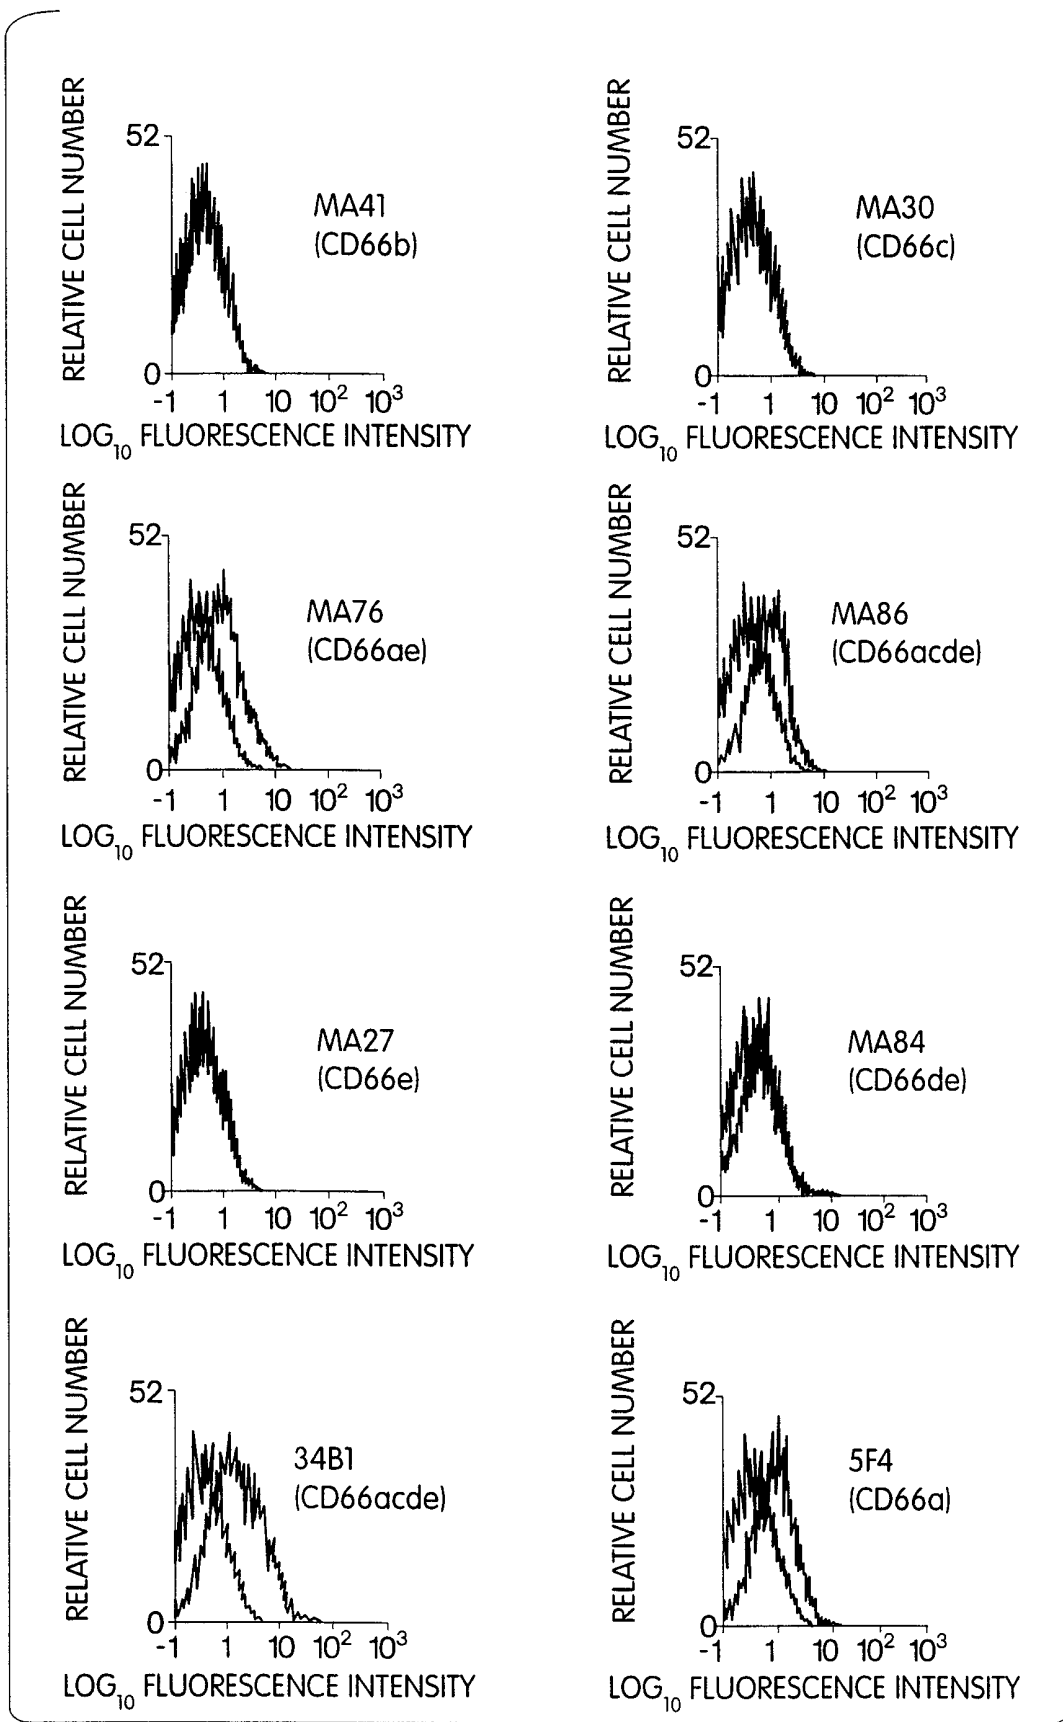 RELATIVE CELL NUMBER
52
0
MA41
(CD66b)
-1 1 10 10² 10³
LOG₁₀ FLUORESCENCE INTENSITY
RELATIVE CELL NUMBER
52
0
MA30
(CD66c)
-1 1 10 10² 10³
LOG₁₀ FLUORESCENCE INTENSITY
RELATIVE CELL NUMBER
52
0
MA76
(CD66ae)
-1 1 10 10² 10³
LOG₁₀ FLUORESCENCE INTENSITY
RELATIVE CELL NUMBER
52
0
MA86
(CD66acde)
-1 1 10 10² 10³
LOG₁₀ FLUORESCENCE INTENSITY
RELATIVE CELL NUMBER
52
0
MA27
(CD66e)
-1 1 10 10² 10³
LOG₁₀ FLUORESCENCE INTENSITY
RELATIVE CELL NUMBER
52
0
MA84
(CD66de)
-1 1 10 10² 10³
LOG₁₀ FLUORESCENCE INTENSITY
RELATIVE CELL NUMBER
52
0
34B1
(CD66acde)
-1 1 10 10² 10³
LOG₁₀ FLUORESCENCE INTENSITY
RELATIVE CELL NUMBER
52
0
5F4
(CD66a)
-1 1 10 10² 10³
LOG₁₀ FLUORESCENCE INTENSITY